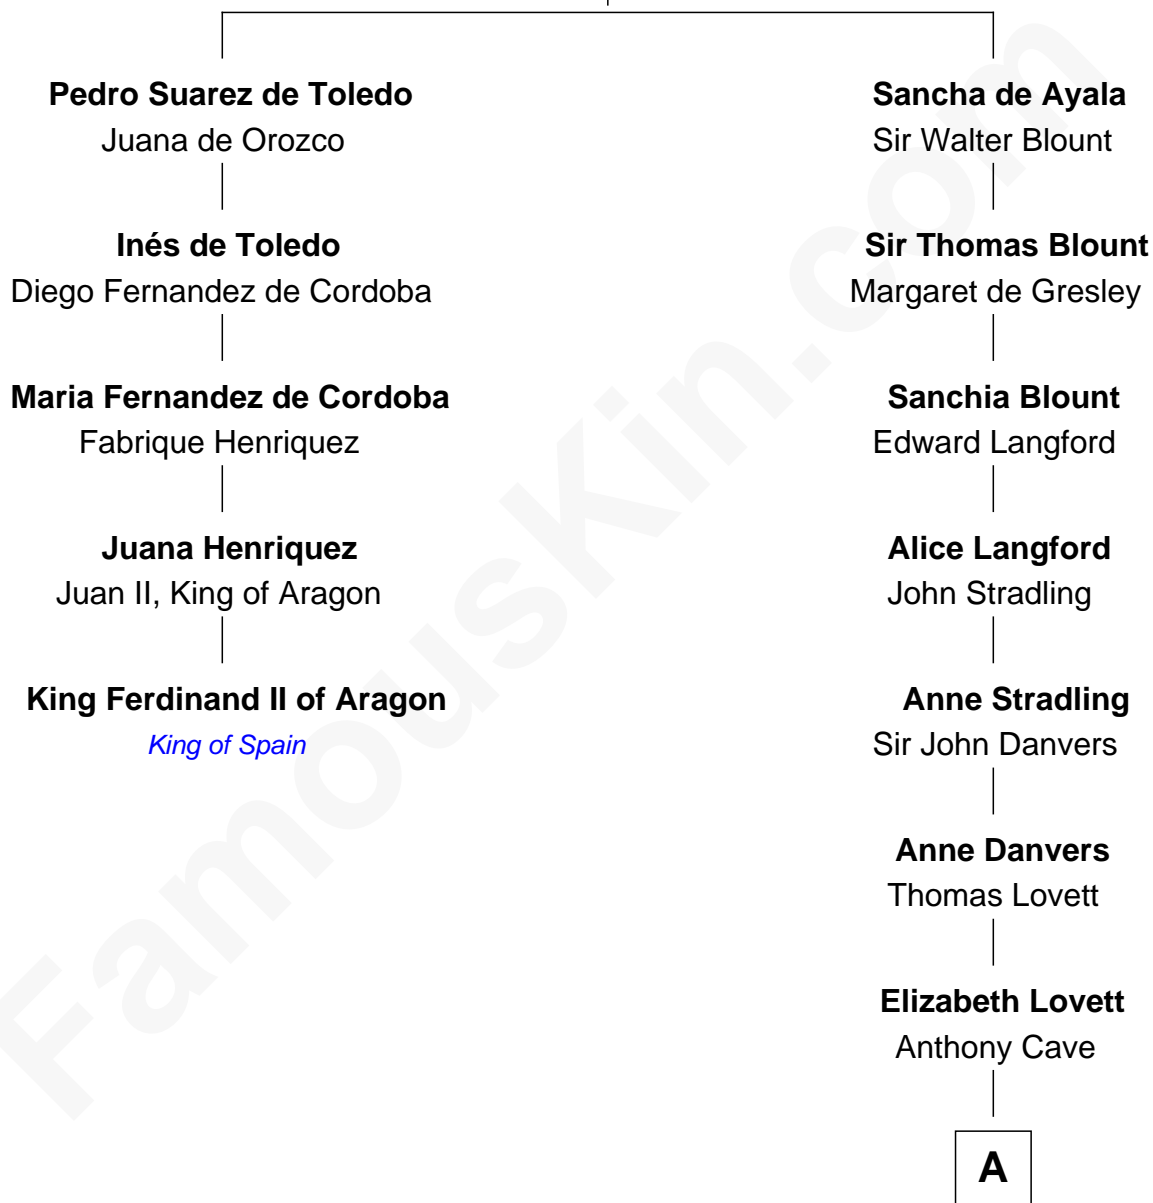 Pedro Suarez de Toledo
Juana de Orozco
Inés de Toledo
Diego Fernandez de Cordoba
Maria Fernandez de Cordoba
Fabrique Henriquez
Juana Henriquez
Juan II, King of Aragon
King Ferdinand II of Aragon
King of Spain
Sancha de Ayala
Sir Walter Blount
Sir Thomas Blount
Margaret de Gresley
Sanchia Blount
Edward Langford
Alice Langford
John Stradling
Anne Stradling
Sir John Danvers
Anne Danvers
Thomas Lovett
Elizabeth Lovett
Anthony Cave
A
FamousKin.com